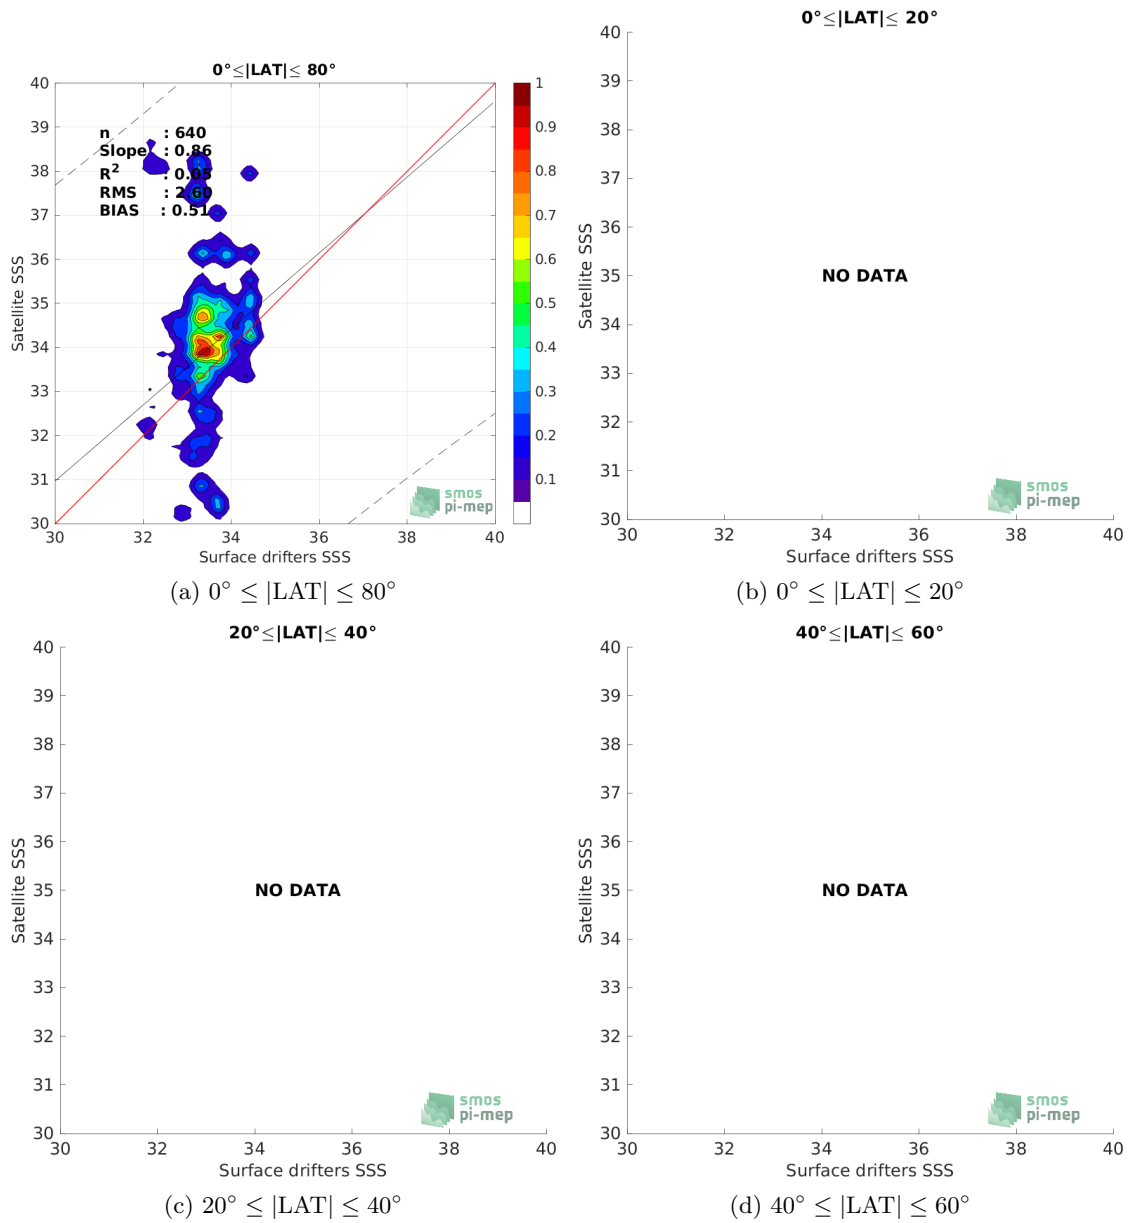 0°≤|LAT|≤ 80°
40
39
38
37
36
35
34
33
32
31
30
Satellite SSS
n : 640
Slope : 0.86
R² : 0.05
RMS : 2.60
BIAS : 0.51
1
0.9
0.8
0.7
0.6
0.5
0.4
0.3
0.2
0.1
smos
pi-mep
30 32 34 36 38 40
Surface drifters SSS
(a) 0° ≤ |LAT| ≤ 80°
0°≤|LAT|≤ 20°
40
39
38
37
36
35
34
33
32
31
30
Satellite SSS
NO DATA
smos
pi-mep
30 32 34 36 38 40
Surface drifters SSS
(b) 0° ≤ |LAT| ≤ 20°
20°≤|LAT|≤ 40°
40
39
38
37
36
35
34
33
32
31
30
Satellite SSS
NO DATA
smos
pi-mep
30 32 34 36 38 40
Surface drifters SSS
(c) 20° ≤ |LAT| ≤ 40°
40°≤|LAT|≤ 60°
40
39
38
37
36
35
34
33
32
31
30
Satellite SSS
NO DATA
smos
pi-mep
30 32 34 36 38 40
Surface drifters SSS
(d) 40° ≤ |LAT| ≤ 60°